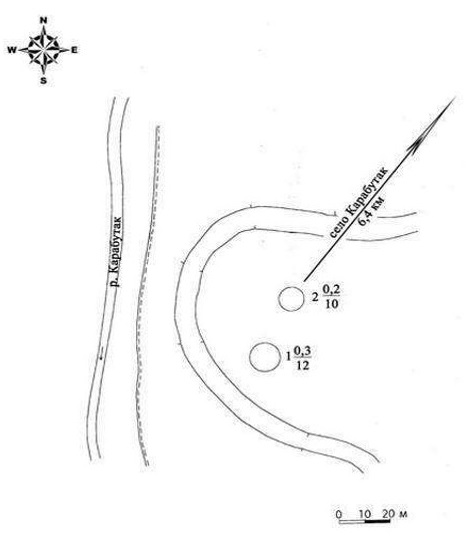 N
W E
S
село Карабутак
6,4 км
р. Карабутак
2 0,2
10
1 0,3
12
0 10 20 м